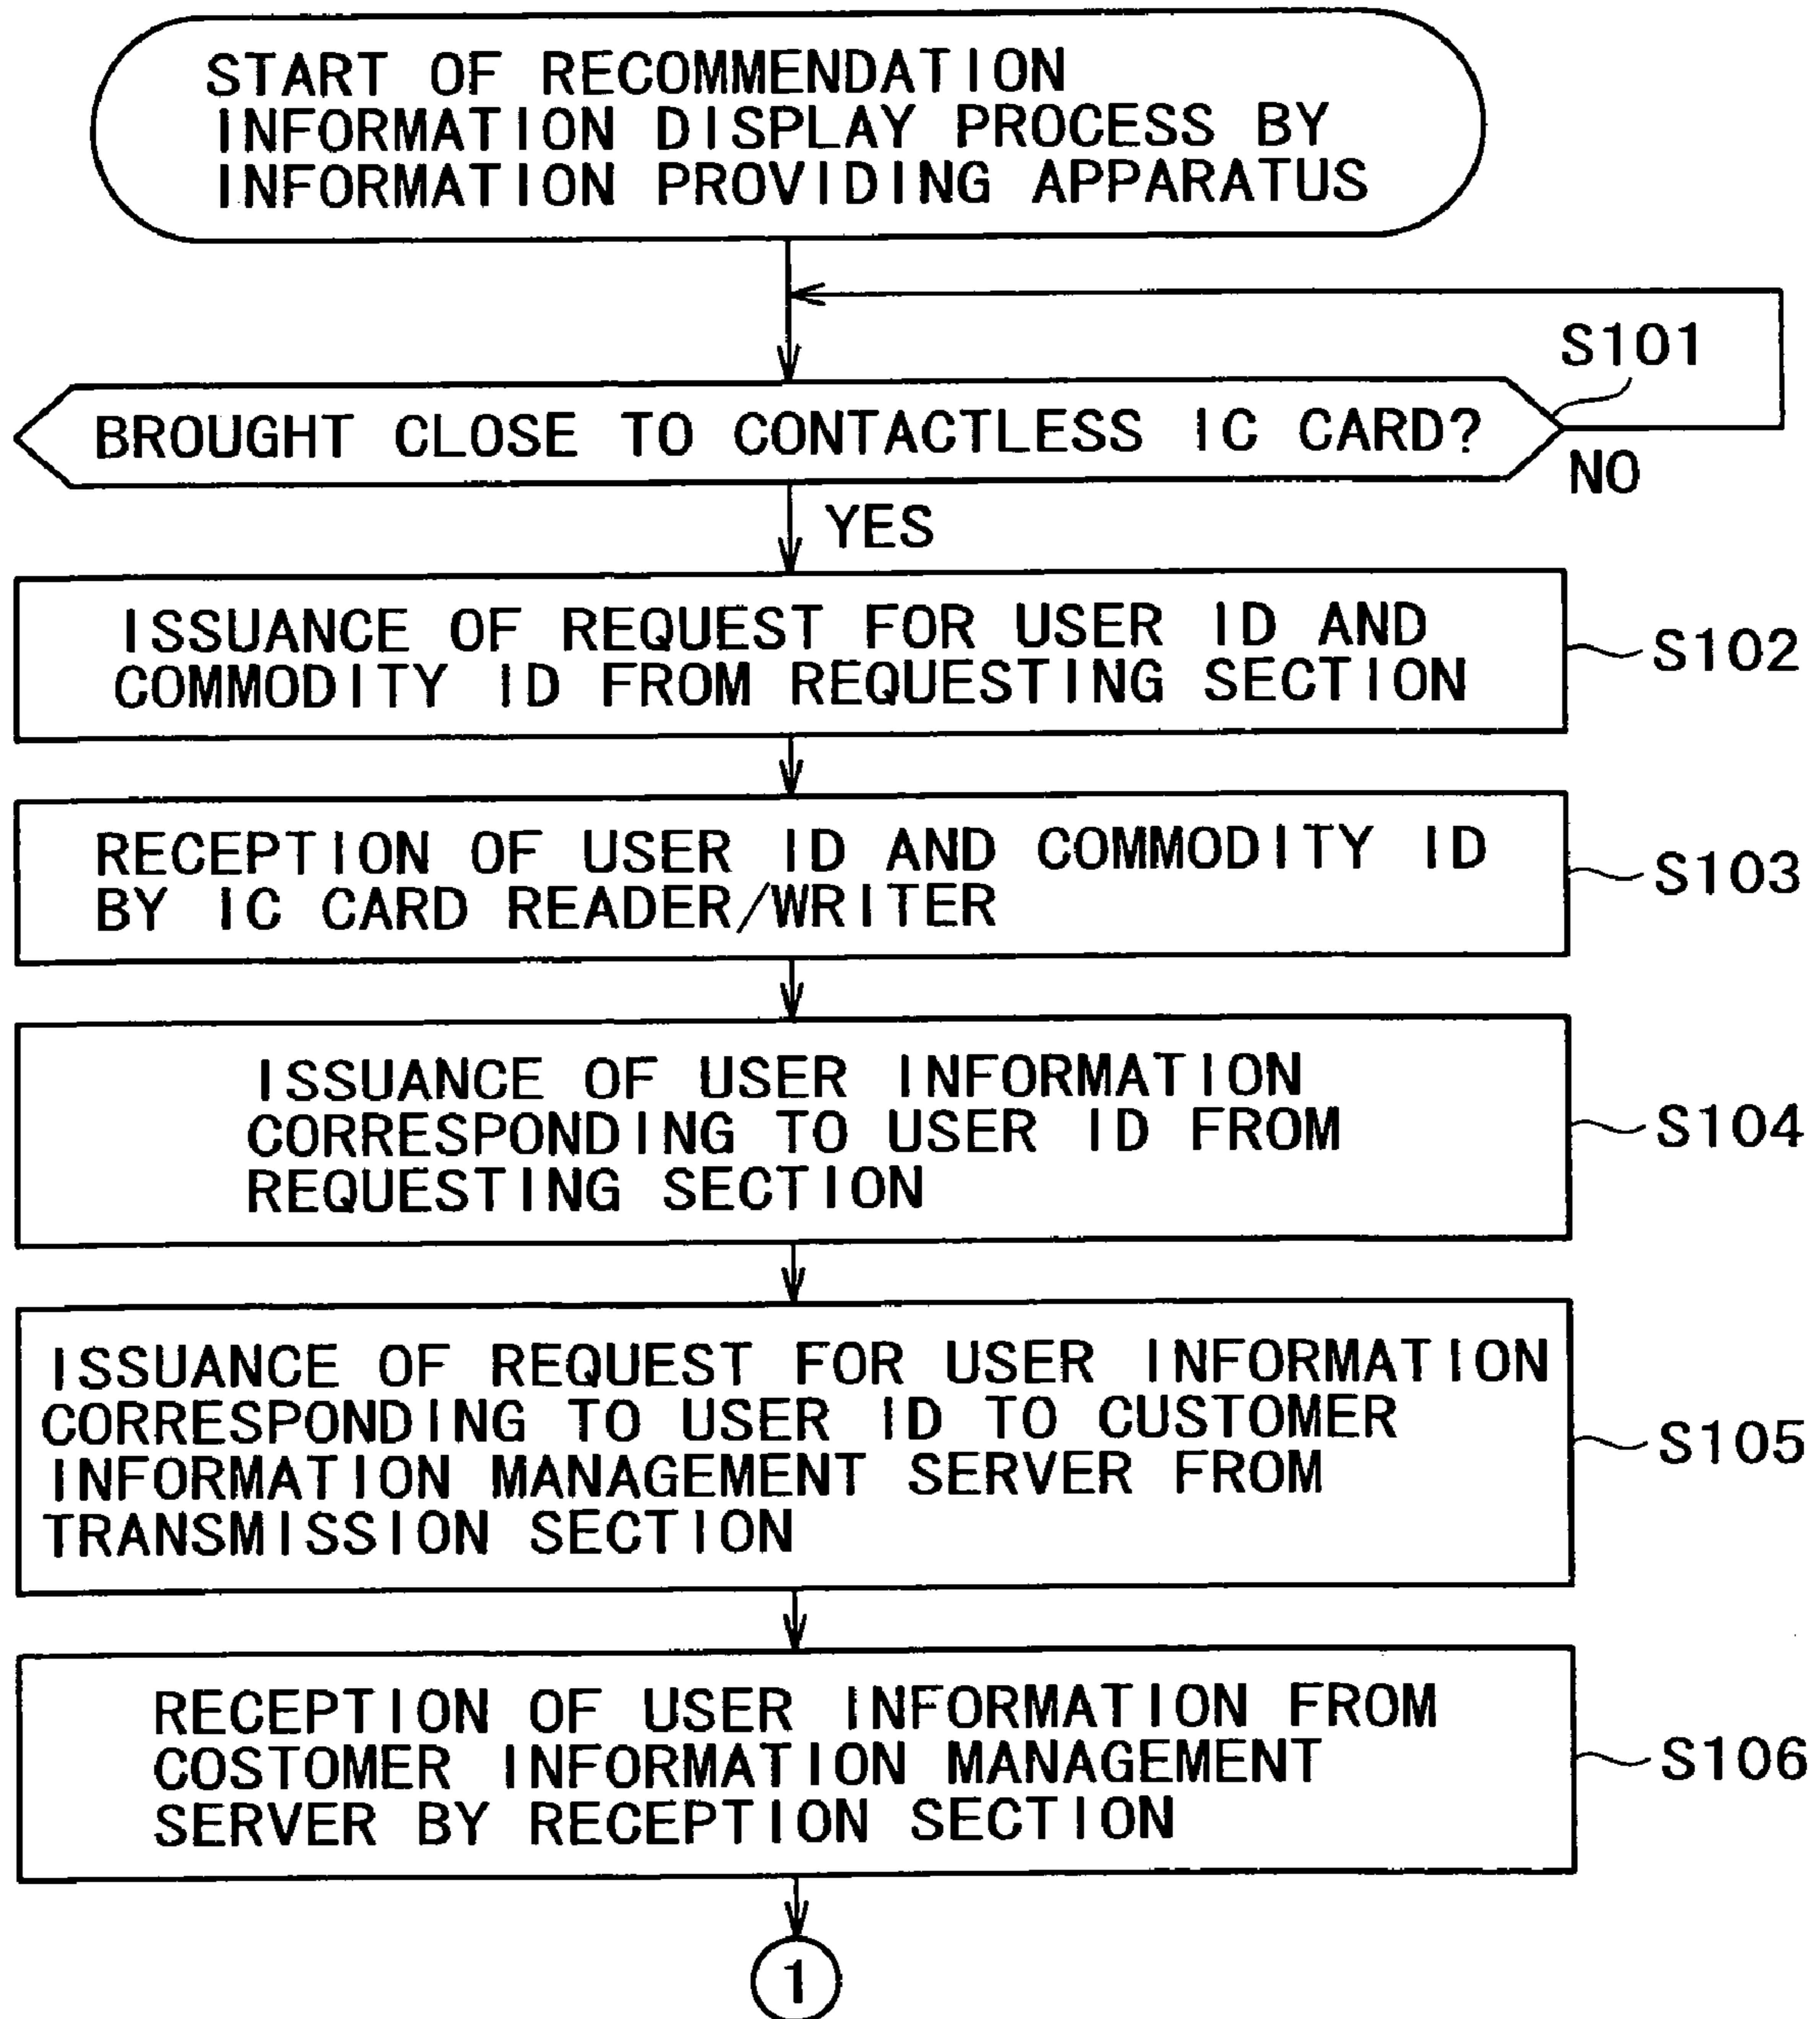 START OF RECOMMENDATION
INFORMATION DISPLAY PROCESS BY
INFORMATION PROVIDING APPARATUS
S101
BROUGHT CLOSE TO CONTACTLESS IC CARD?
NO
YES
ISSUANCE OF REQUEST FOR USER ID AND
COMMODITY ID FROM REQUESTING SECTION
S102
RECEPTION OF USER ID AND COMMODITY ID
BY IC CARD READER/WRITER
S103
ISSUANCE OF USER INFORMATION
CORRESPONDING TO USER ID FROM
REQUESTING SECTION
S104
ISSUANCE OF REQUEST FOR USER INFORMATION
CORRESPONDING TO USER ID TO CUSTOMER
INFORMATION MANAGEMENT SERVER FROM
TRANSMISSION SECTION
S105
RECEPTION OF USER INFORMATION FROM
COSTOMER INFORMATION MANAGEMENT
SERVER BY RECEPTION SECTION
S106
1